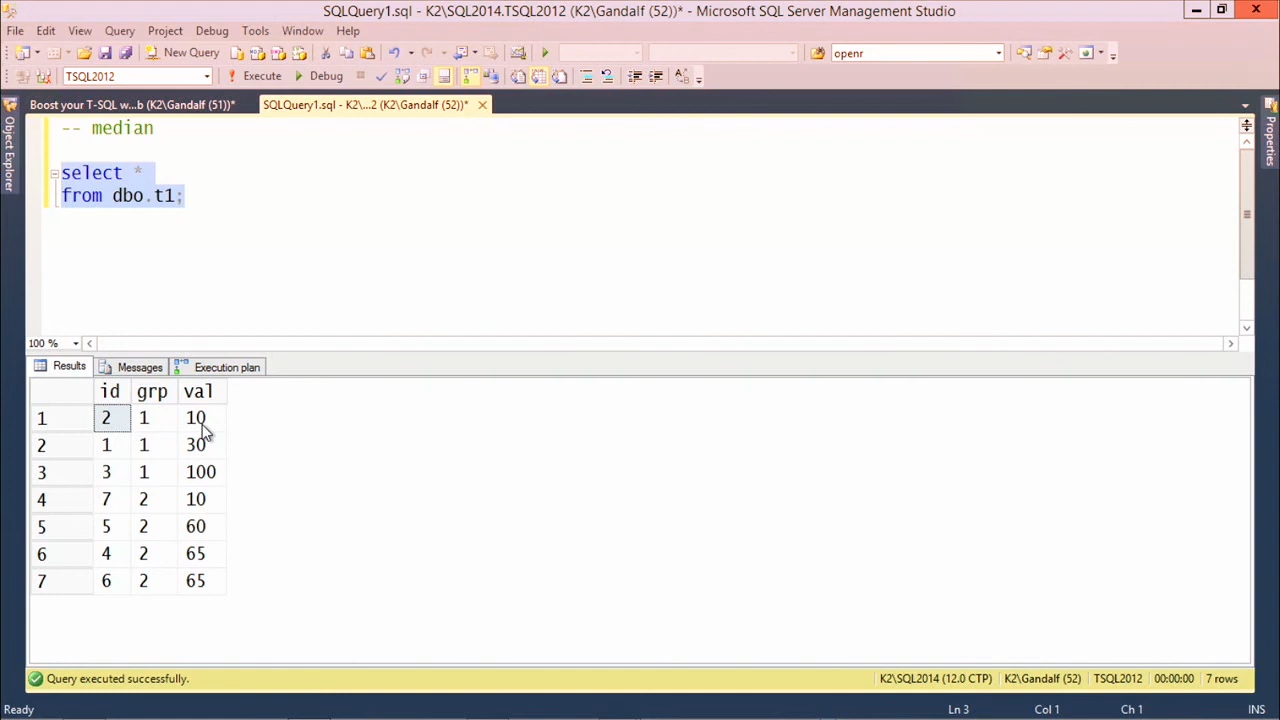 SQLQuery1.sql - K2\SQL2014.TSQL2012 (K2\Gandalf (52))* - Microsoft SQL Server Management Studio
File Edit View Query Project Debug Tools Window Help
New Query openr
TSQL2012 Execute Debug
Boost your T-SQL w...b (K2\Gandalf (51))* SQLQuery1.sql - K2\...2 (K2\Gandalf (52))*
Object Explorer
Properties
-- median
select *
from dbo.t1;
100 %
Results Messages Execution plan
id grp val
1 2 1 10
2 1 1 30
3 3 1 100
4 7 2 10
5 5 2 60
6 4 2 65
7 6 2 65
Query executed successfully. K2\SQL2014 (12.0 CTP) K2\Gandalf (52) TSQL2012 00:00:00 7 rows
Ready Ln 3 Col 1 Ch 1 INS